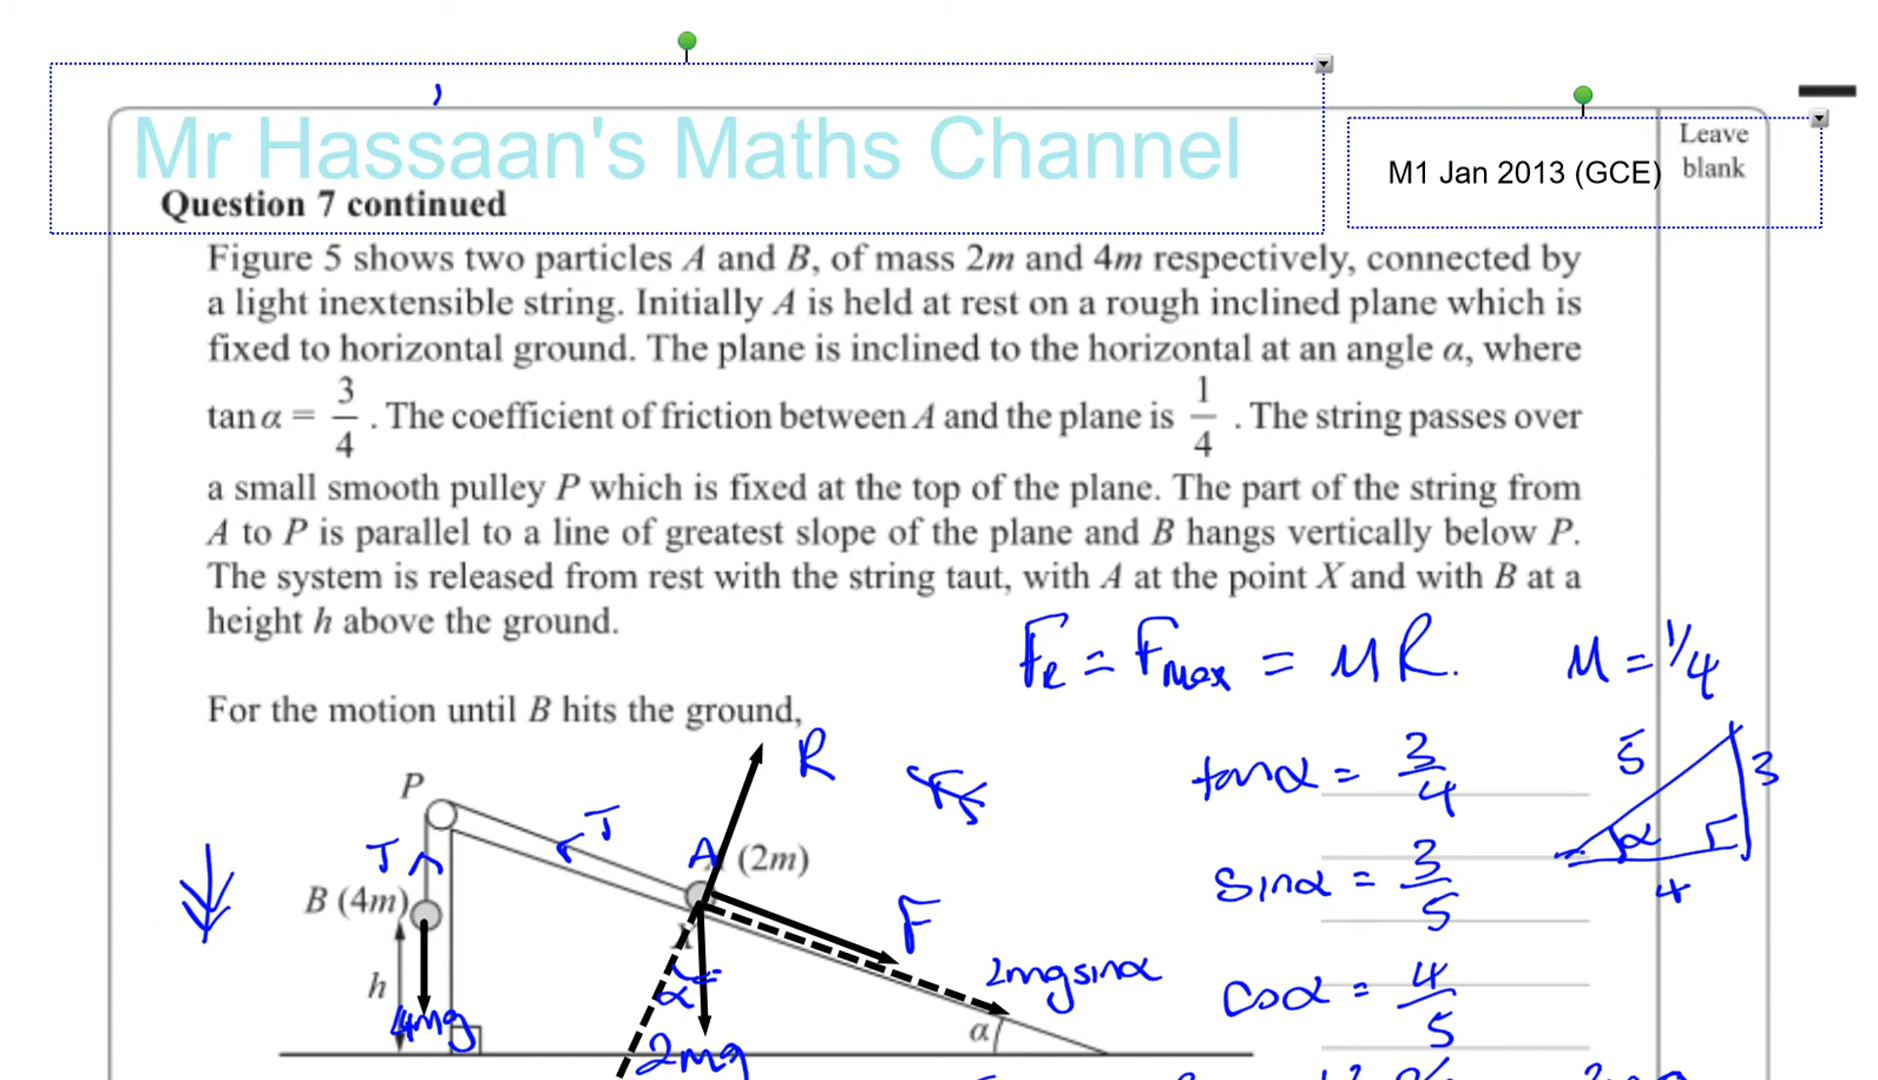 Mr Hassaan's Maths Channel
M1 Jan 2013 (GCE)
Leave
blank
Question 7 continued
Figure 5 shows two particles A and B, of mass 2m and 4m respectively, connected by
a light inextensible string. Initially A is held at rest on a rough inclined plane which is
fixed to horizontal ground. The plane is inclined to the horizontal at an angle α, where
tan α = 3/4 . The coefficient of friction between A and the plane is 1/4 . The string passes over
a small smooth pulley P which is fixed at the top of the plane. The part of the string from
A to P is parallel to a line of greatest slope of the plane and B hangs vertically below P.
The system is released from rest with the string taut, with A at the point X and with B at a
height h above the ground.
F_R = F_Max = μR.
μ = 1/4
For the motion until B hits the ground,
R
tanα = 3/4
5
3
α
4
P
T
T
A (2m)
B (4m)
sinα = 3/5
F
X
h
α
2mgsinα
cosα = 4/5
4mg
α
2mg